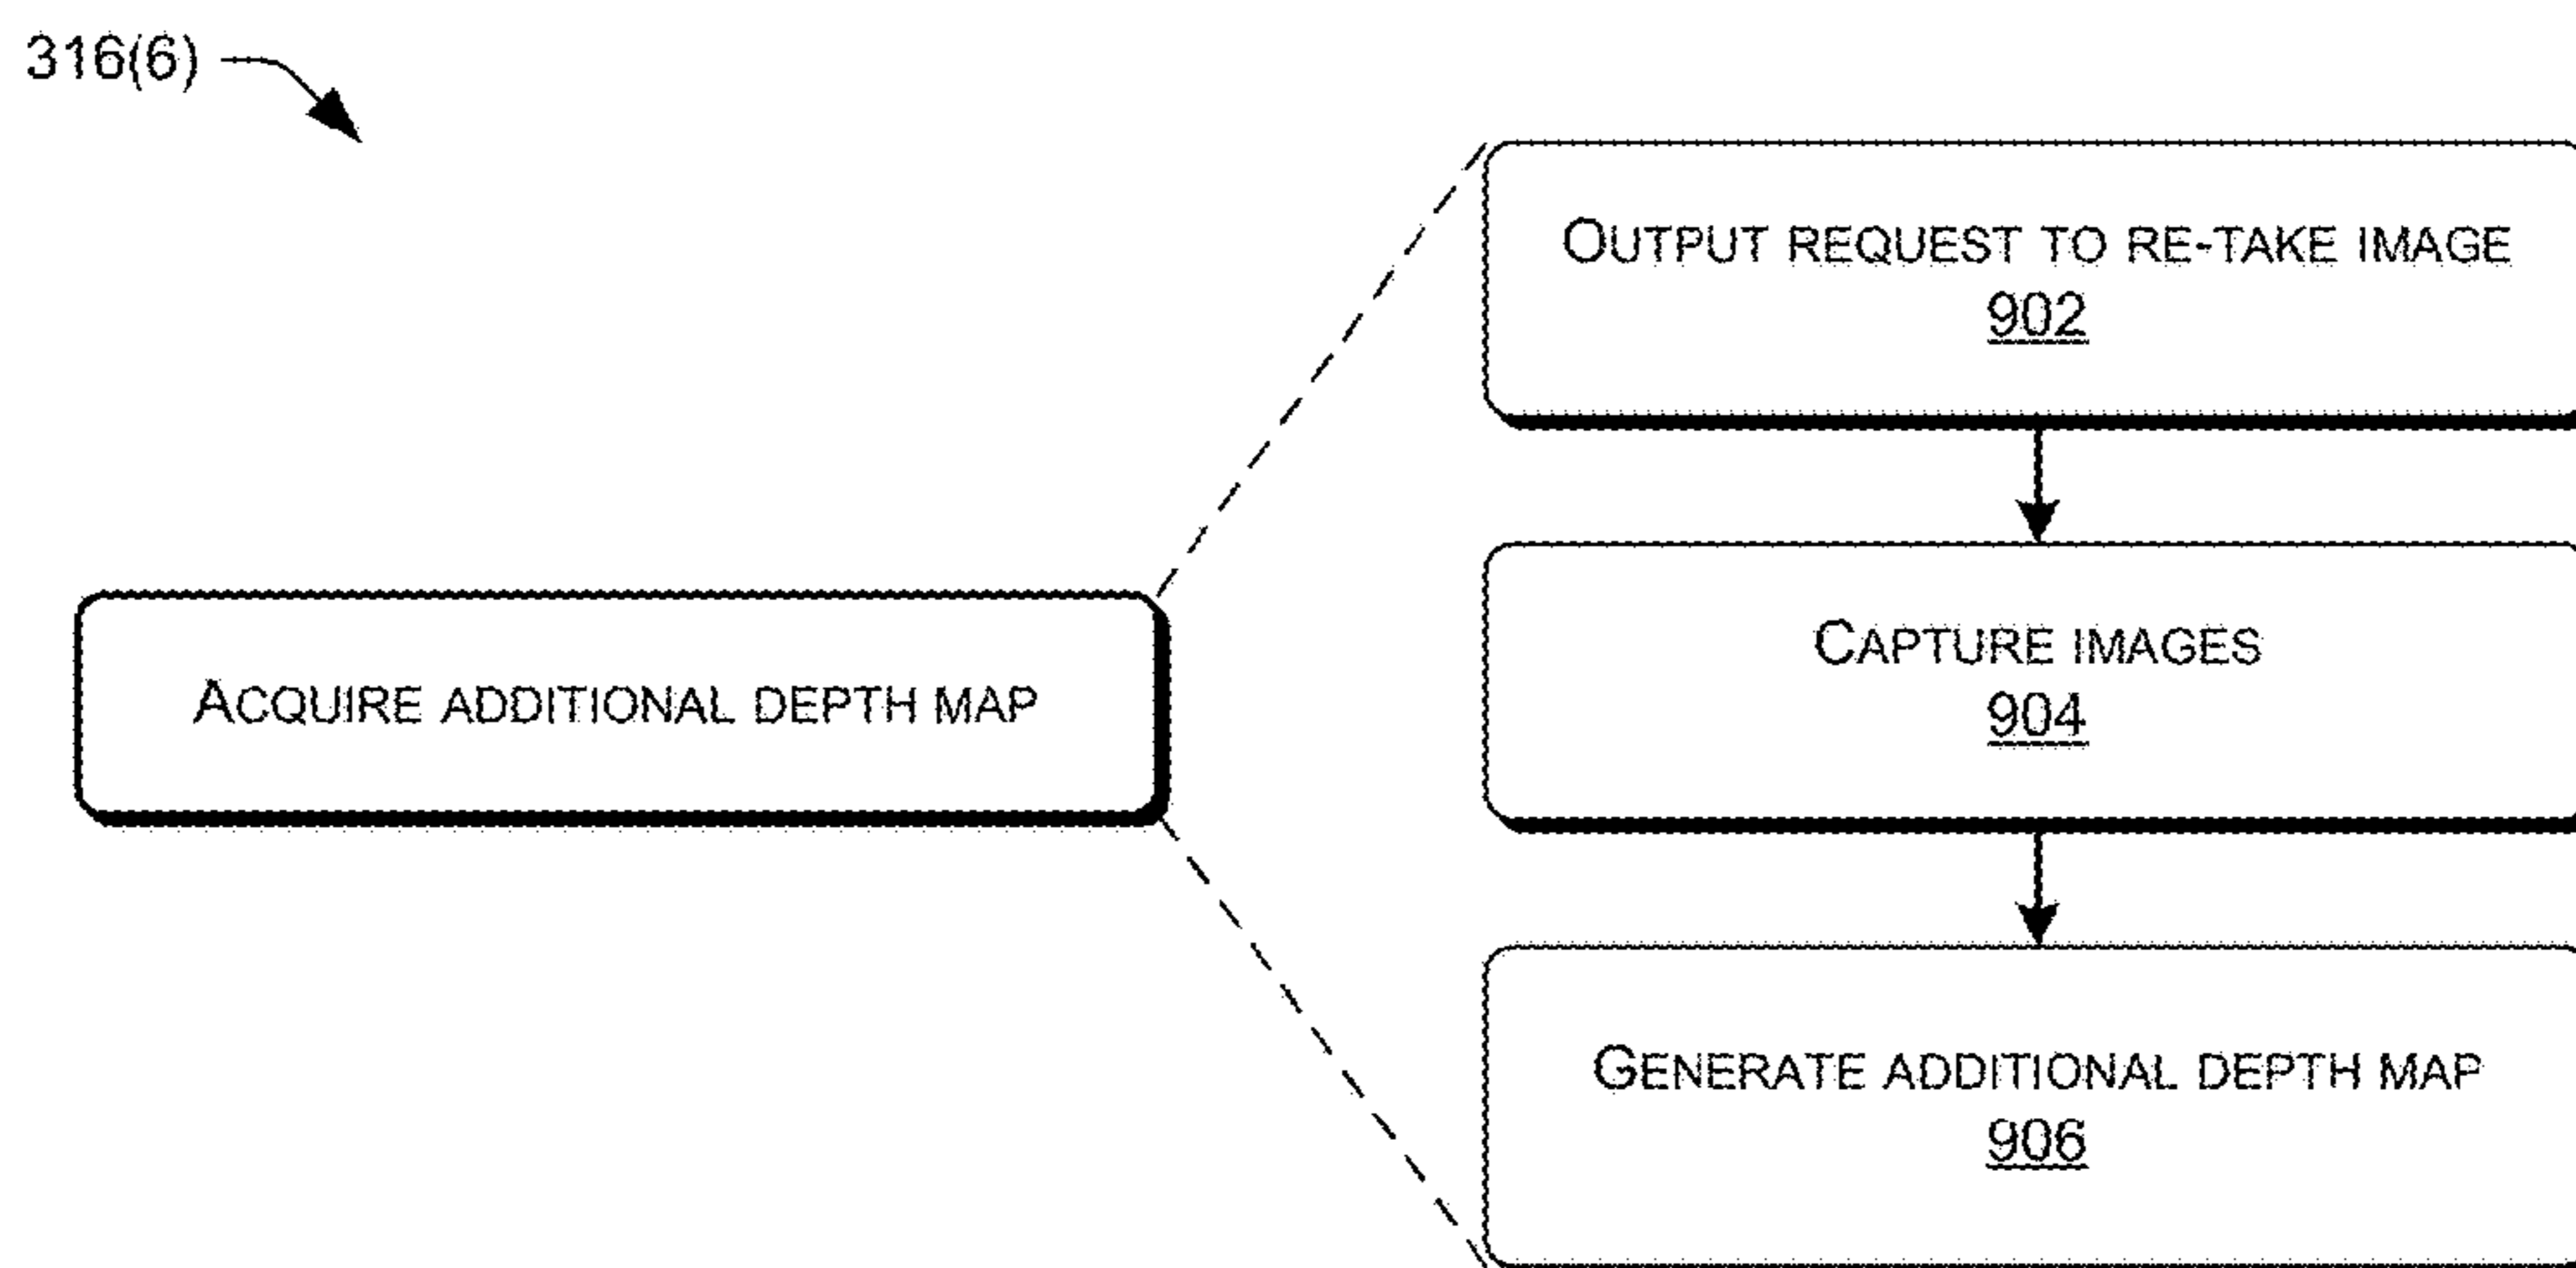 316(6)
OUTPUT REQUEST TO RE-TAKE IMAGE
902
CAPTURE IMAGES
904
ACQUIRE ADDITIONAL DEPTH MAP
GENERATE ADDITIONAL DEPTH MAP
906